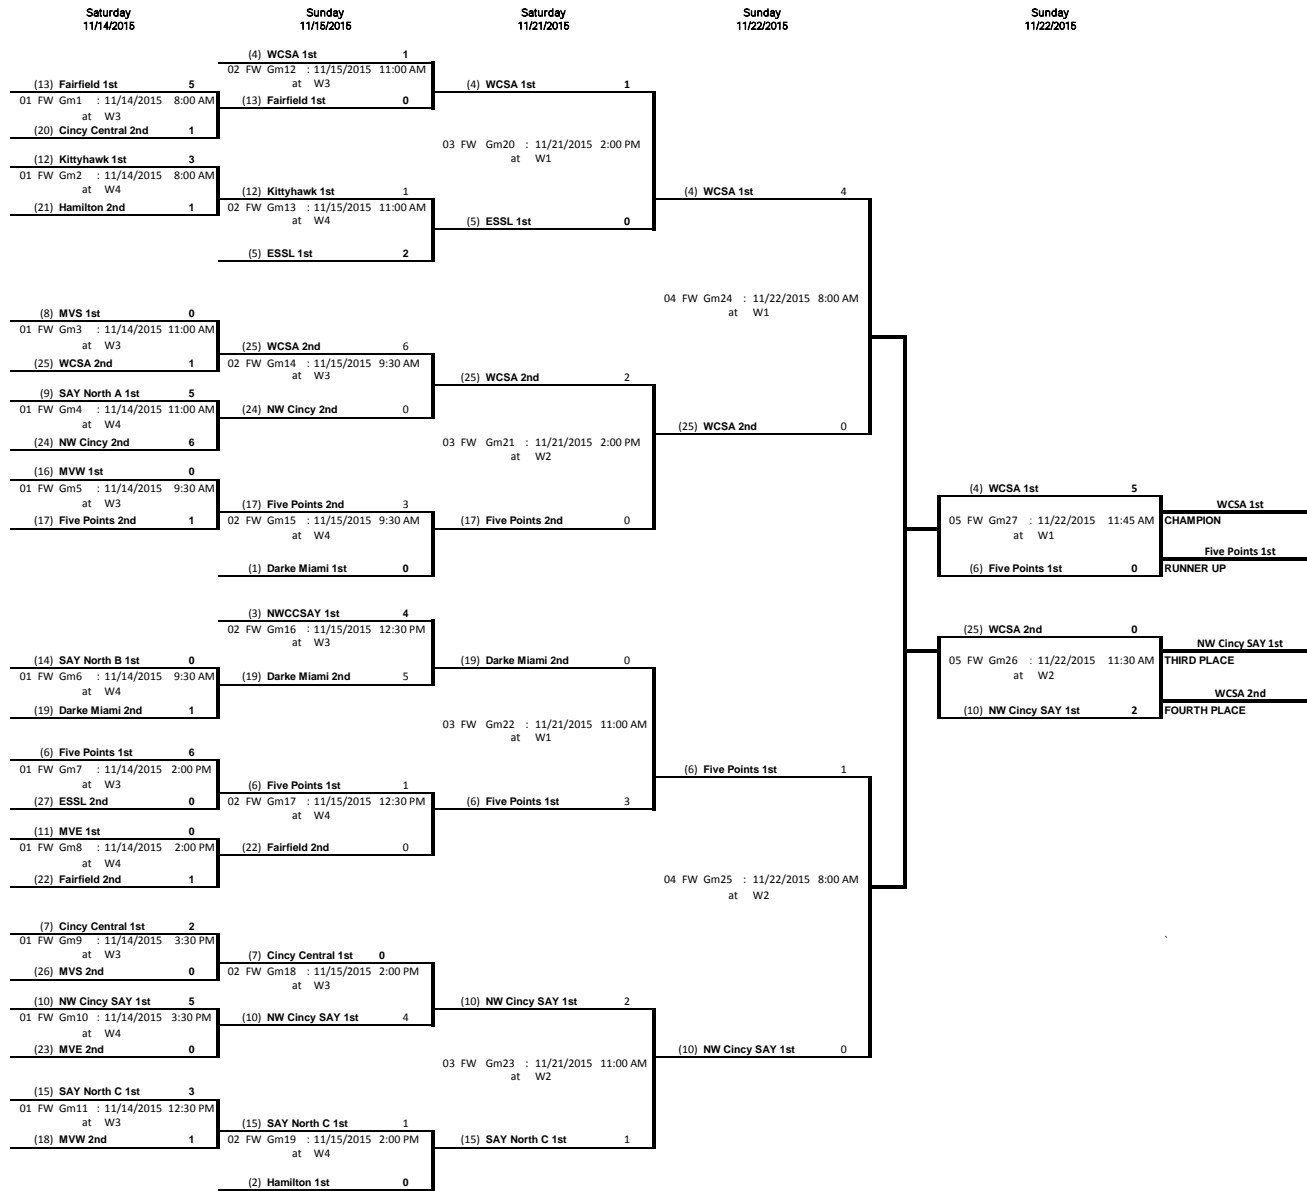 Saturday
11/14/2015
Sunday
11/15/2015
Saturday
11/21/2015
Sunday
11/22/2015
Sunday
11/22/2015
(13) Fairfield 1st 5
01 FW Gm1 : 11/14/2015 8:00 AM
at W3
(20) Cincy Central 2nd 1
(12) Kittyhawk 1st 3
01 FW Gm2 : 11/14/2015 8:00 AM
at W4
(21) Hamilton 2nd 1
(8) MVS 1st 0
01 FW Gm3 : 11/14/2015 11:00 AM
at W3
(25) WCSA 2nd 1
(9) SAY North A 1st 5
01 FW Gm4 : 11/14/2015 11:00 AM
at W4
(24) NW Cincy 2nd 6
(16) MVW 1st 0
01 FW Gm5 : 11/14/2015 9:30 AM
at W3
(17) Five Points 2nd 1
(14) SAY North B 1st 0
01 FW Gm6 : 11/14/2015 9:30 AM
at W4
(19) Darke Miami 2nd 1
(6) Five Points 1st 6
01 FW Gm7 : 11/14/2015 2:00 PM
at W3
(27) ESSL 2nd 0
(11) MVE 1st 0
01 FW Gm8 : 11/14/2015 2:00 PM
at W4
(22) Fairfield 2nd 1
(7) Cincy Central 1st 2
01 FW Gm9 : 11/14/2015 3:30 PM
at W3
(26) MVS 2nd 0
(10) NW Cincy SAY 1st 5
01 FW Gm10 : 11/14/2015 3:30 PM
at W4
(23) MVE 2nd 0
(15) SAY North C 1st 3
01 FW Gm11 : 11/14/2015 12:30 PM
at W3
(18) MVW 2nd 1
(4) WCSA 1st 1
02 FW Gm12 : 11/15/2015 11:00 AM
at W3
(13) Fairfield 1st 0
(12) Kittyhawk 1st 1
02 FW Gm13 : 11/15/2015 11:00 AM
at W4
(5) ESSL 1st 2
(25) WCSA 2nd 6
02 FW Gm14 : 11/15/2015 9:30 AM
at W3
(24) NW Cincy 2nd 0
(17) Five Points 2nd 3
02 FW Gm15 : 11/15/2015 9:30 AM
at W4
(1) Darke Miami 1st 0
(3) NWCCSAY 1st 4
02 FW Gm16 : 11/15/2015 12:30 PM
at W3
(19) Darke Miami 2nd 5
(6) Five Points 1st 1
02 FW Gm17 : 11/15/2015 12:30 PM
at W4
(22) Fairfield 2nd 0
(7) Cincy Central 1st 0
02 FW Gm18 : 11/15/2015 2:00 PM
at W3
(10) NW Cincy SAY 1st 4
(15) SAY North C 1st 1
02 FW Gm19 : 11/15/2015 2:00 PM
at W4
(2) Hamilton 1st 0
(4) WCSA 1st 1
03 FW Gm20 : 11/21/2015 2:00 PM
at W1
(5) ESSL 1st 0
(25) WCSA 2nd 2
03 FW Gm21 : 11/21/2015 2:00 PM
at W2
(17) Five Points 2nd 0
(19) Darke Miami 2nd 0
03 FW Gm22 : 11/21/2015 11:00 AM
at W1
(6) Five Points 1st 3
(10) NW Cincy SAY 1st 2
03 FW Gm23 : 11/21/2015 11:00 AM
at W2
(15) SAY North C 1st 1
(4) WCSA 1st 4
04 FW Gm24 : 11/22/2015 8:00 AM
at W1
(25) WCSA 2nd 0
(6) Five Points 1st 1
04 FW Gm25 : 11/22/2015 8:00 AM
at W2
(10) NW Cincy SAY 1st 0
(4) WCSA 1st 5
05 FW Gm27 : 11/22/2015 11:45 AM
at W1
(6) Five Points 1st 0
(25) WCSA 2nd 0
05 FW Gm26 : 11/22/2015 11:30 AM
at W2
(10) NW Cincy SAY 1st 2
WCSA 1st
CHAMPION
Five Points 1st
RUNNER UP
NW Cincy SAY 1st
THIRD PLACE
WCSA 2nd
FOURTH PLACE
`